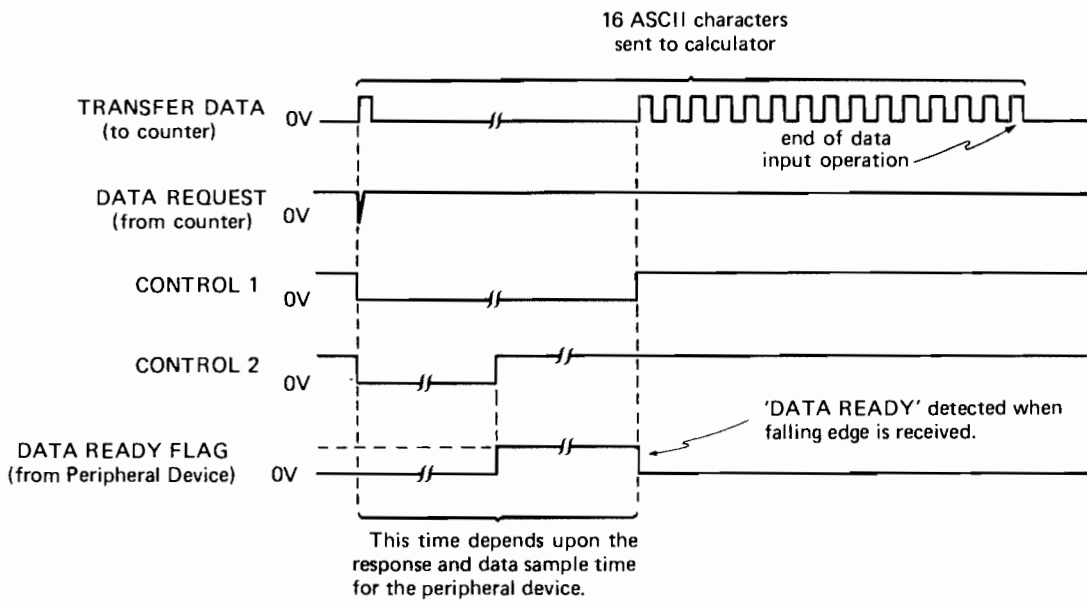 16 ASCII characters
sent to calculator
TRANSFER DATA
(to counter)
0V
end of data
input operation
DATA REQUEST
(from counter)
0V
CONTROL 1
0V
CONTROL 2
0V
'DATA READY' detected when
falling edge is received.
DATA READY FLAG
(from Peripheral Device)
0V
This time depends upon the
response and data sample time
for the peripheral device.